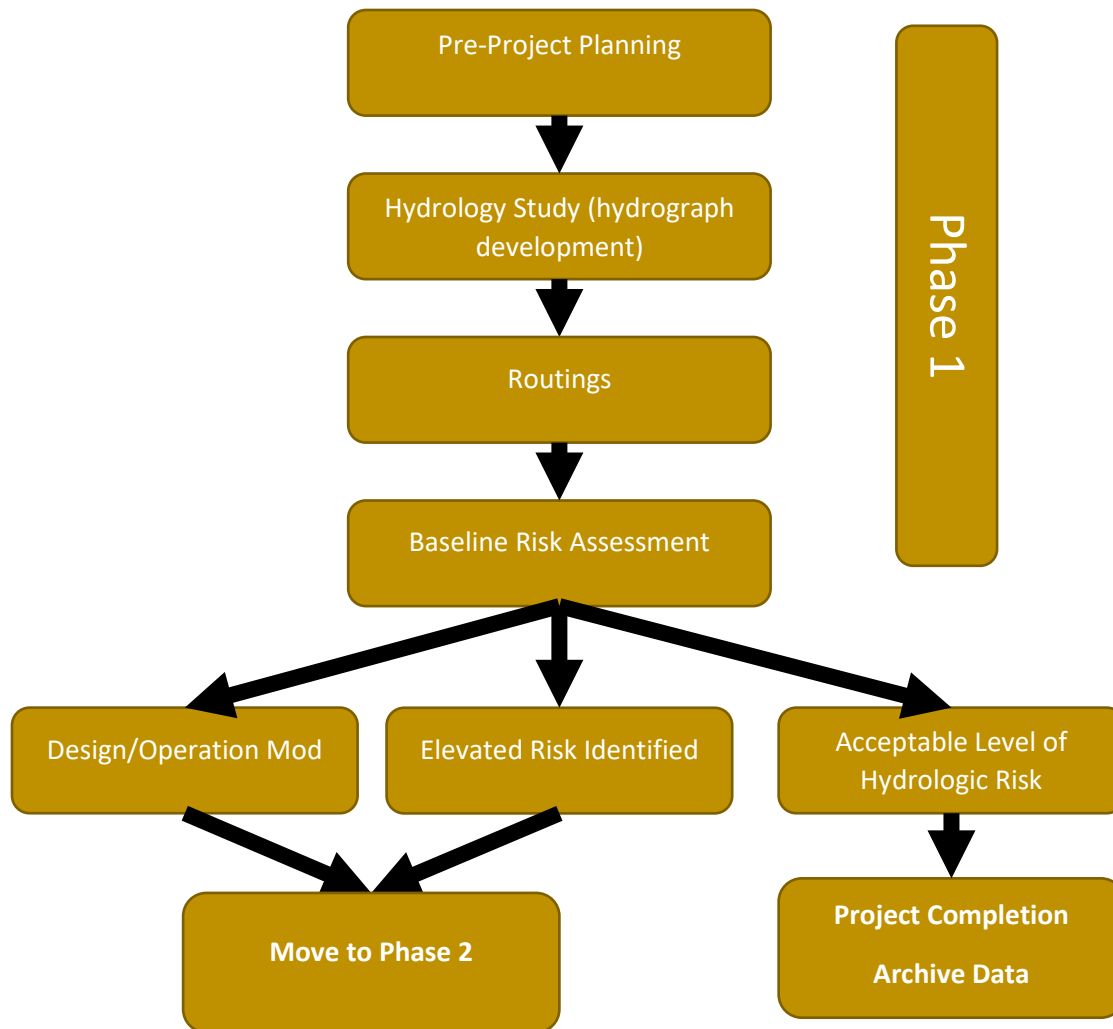 Pre-Project Planning
Phase 1
Hydrology Study (hydrograph
development)
Routings
Baseline Risk Assessment
Design/Operation Mod
Elevated Risk Identified
Acceptable Level of
Hydrologic Risk
Move to Phase 2
Project Completion
Archive Data